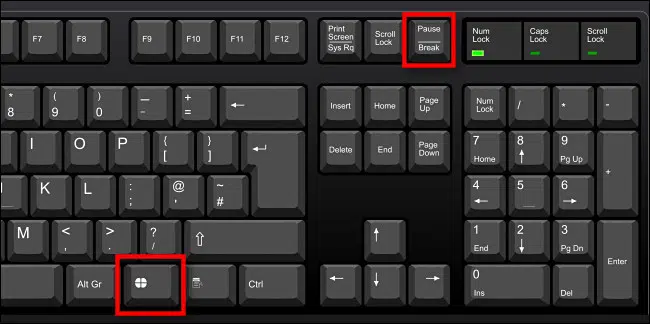 F7 F8 F9 F10 F11 F12
Print
Screen
Sys Rq
Scroll
Lock
Pause
Break
Num
Lock
Caps
Lock
Scroll
Lock
*
8
(
9
)
0
—
-
+
=
←
Insert
Home
Page
Up
Num
Lock
/
*
-
I
O
P
{
[
}
]
↵
Delete
End
Page
Down
7
Home
8
↑
9
Pg Up
+
K
L
:
;
@
'
~
#
4
←
5
6
→
M
<
,
>
.
?
/
⇧
↑
1
End
2
↓
3
Pg Dn
Enter
Alt Gr
Ctrl
←
↓
→
0
Ins
.
Del